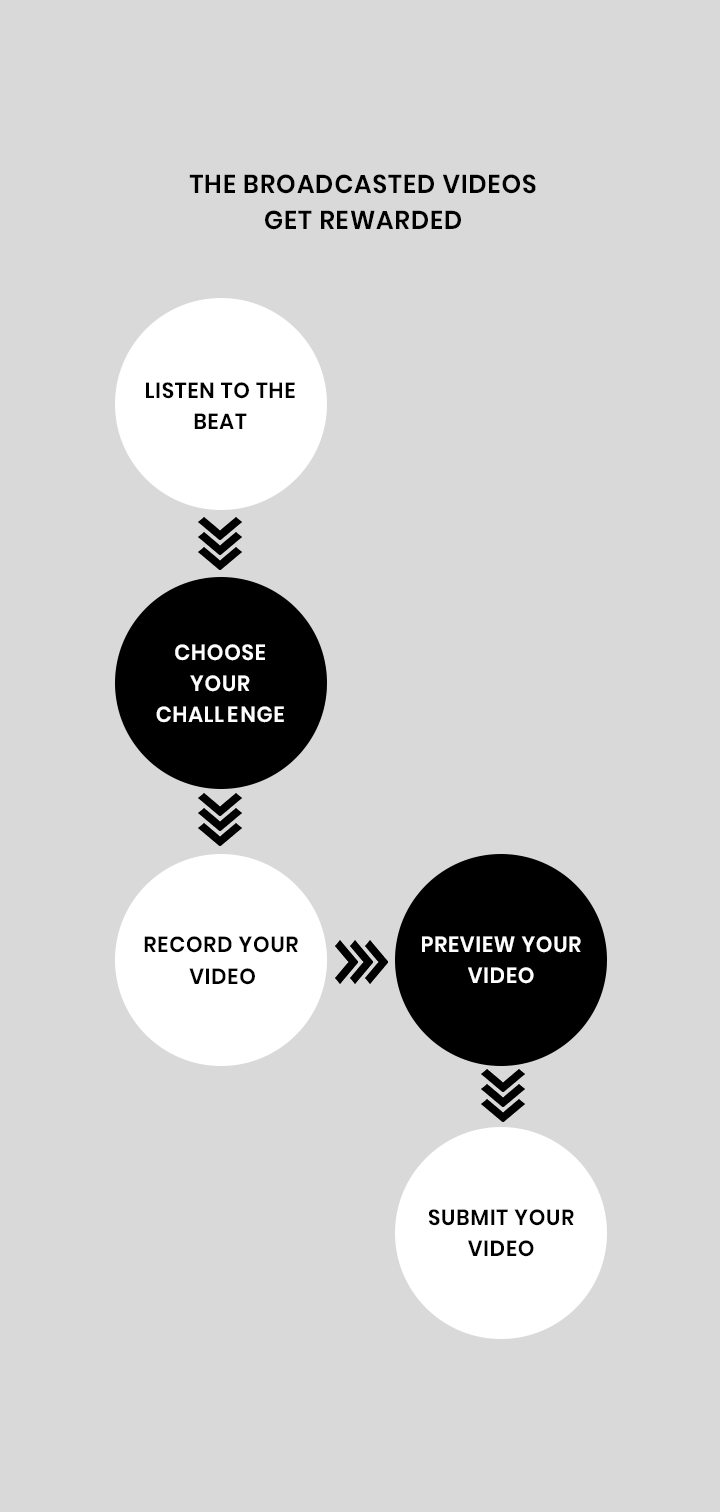 THE BROADCASTED VIDEOS
GET REWARDED
LISTEN TO THE
BEAT
CHOOSE
YOUR
CHALLENGE
RECORD YOUR
VIDEO
PREVIEW YOUR
VIDEO
SUBMIT YOUR
VIDEO